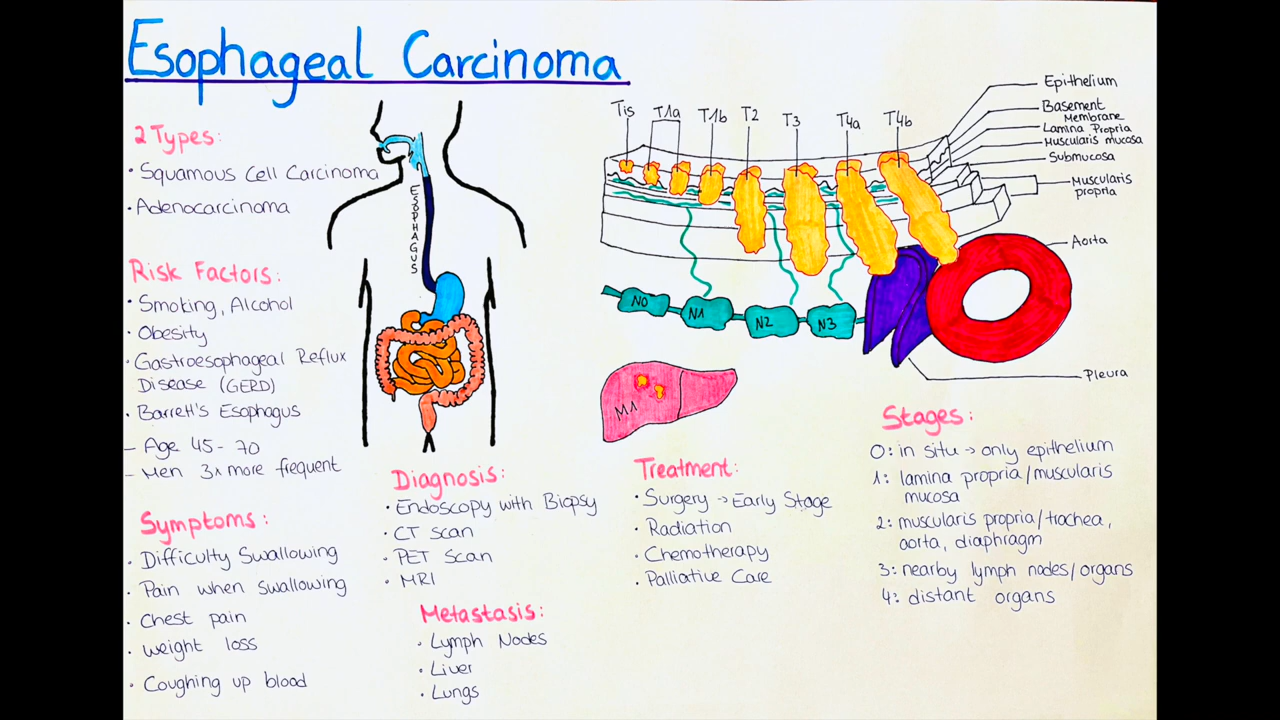 Esophageal Carcinoma
2 Types:
• Squamous Cell Carcinoma
• Adenocarcinoma
Risk Factors:
• Smoking, Alcohol
• Obesity
• Gastroesophageal Reflux
Disease (GERD)
• Barrett's Esophagus
– Age 45 - 70
– Men 3x more frequent
Symptoms:
• Difficulty Swallowing
• Pain when swallowing
• Chest pain
• Weight loss
• Coughing up blood
ESOPHAGUS
Diagnosis:
• Endoscopy with Biopsy
• CT scan
• PET Scan
• MRI
Metastasis:
• Lymph Nodes
• Liver
• Lungs
Tis T1a T1b T2 T3 T4a T4b
Epithelium
Basement
Membrane
Lamina Propria
Muscularis mucosa
Submucosa
Muscularis
propria
Aorta
Pleura
N0 N1 N2 N3
M1
Treatment:
• Surgery → Early Stage
• Radiation
• Chemotherapy
• Palliative Care
Stages:
0: in situ → only epithelium
1: lamina propria/muscularis
mucosa
2: muscularis propria/trachea,
aorta, diaphragm
3: nearby lymph nodes/organs
4: distant organs